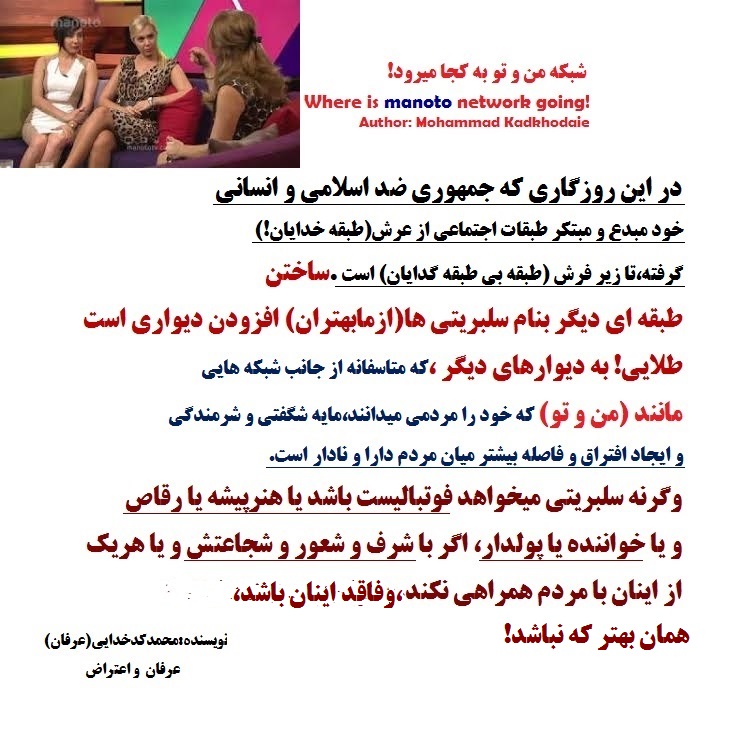 manoto
manototv.com
شبکه من و تو به کجا میرود!
Where is manoto network going!
Author: Mohammad Kadkhodaie
در این روزگاری که جمهوری ضد اسلامی و انسانی
خود مبدع و مبتکر طبقات اجتماعی از عرش(طبقه خدایان!)
گرفته،تا زیر فرش (طبقه بی طبقه گدایان) است .ساختن
طبقه ای دیگر بنام سلبریتی ها(ازمابهتران) افزودن دیواری است
طلایی! به دیوارهای دیگر ،که متاسفانه از جانب شبکه هایی
مانند (من و تو) که خود را مردمی میدانند،مایه شگفتی و شرمندگی
و ایجاد افتراق و فاصله بیشتر میان مردم دارا و نادار است.
وگرنه سلبریتی میخواهد فوتبالیست باشد یا هنرپیشه یا رقاص
و یا خواننده یا پولدار، اگر با شرف و شعور و شجاعتش و یا هریک
از اینان با مردم همراهی نکند،وفاقد اینان باشد،
همان بهتر که نباشد!
نویسنده:محمدکدخدایی(عرفان)
عرفان و اعتراض